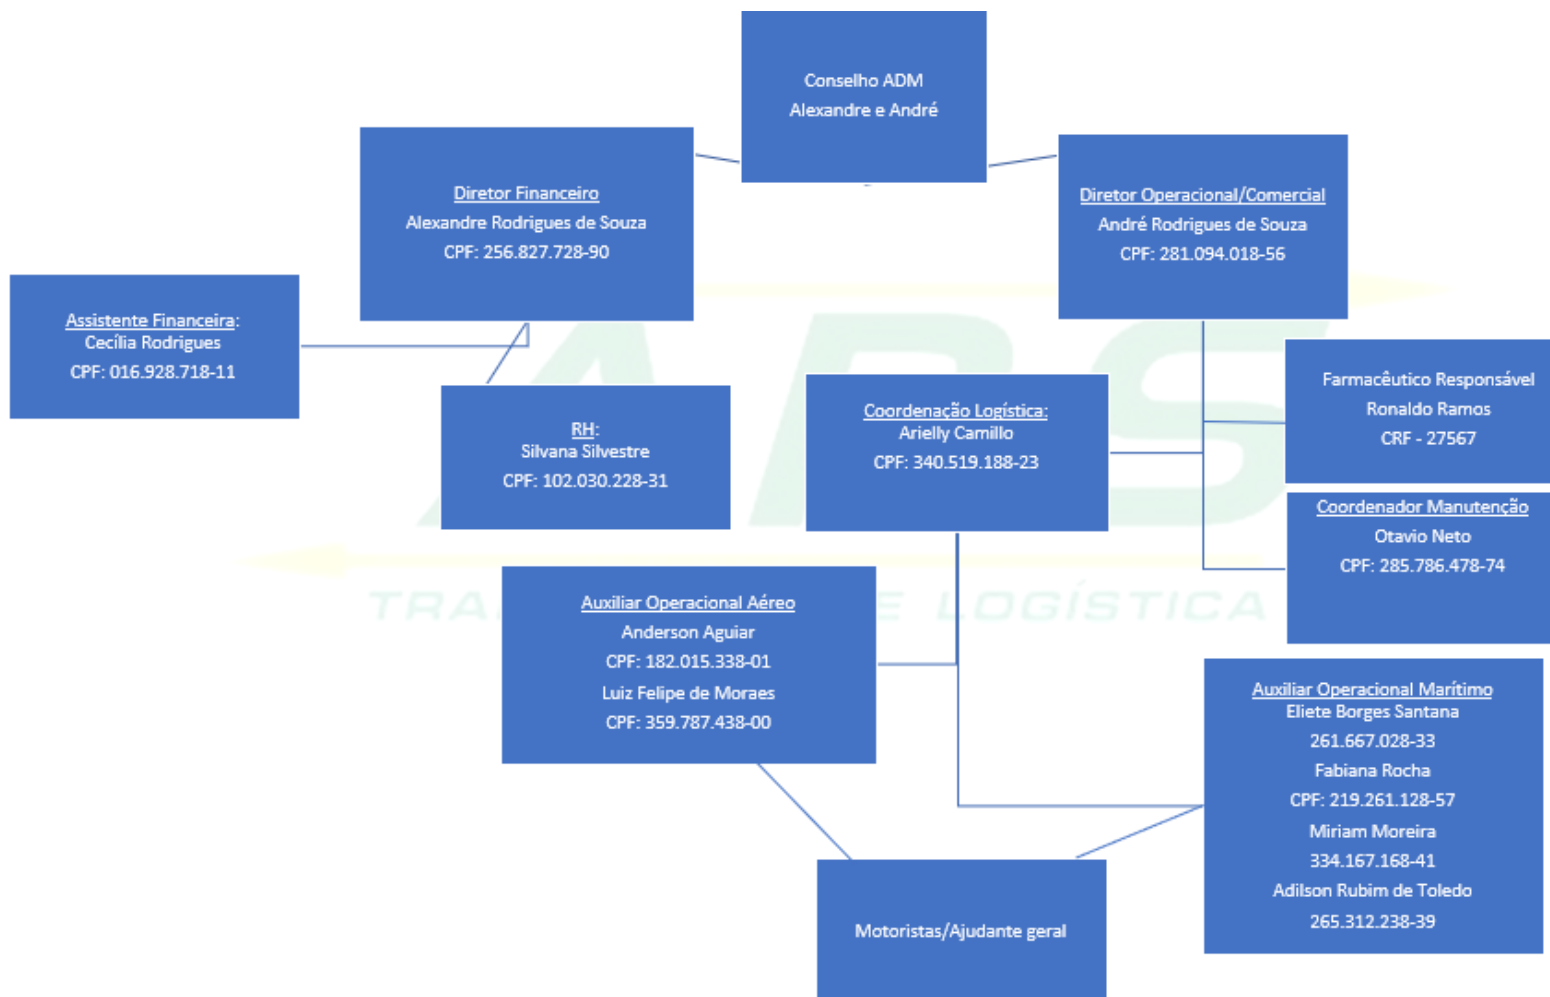 Conselho ADM
Alexandre e André
Diretor Financeiro
Alexandre Rodrigues de Souza
CPF: 256.827.728-90
Diretor Operacional/Comercial
André Rodrigues de Souza
CPF: 281.094.018-56
Assistente Financeira:
Cecília Rodrigues
CPF: 016.928.718-11
RH:
Silvana Silvestre
CPF: 102.030.228-31
Coordenação Logística:
Arielly Camillo
CPF: 340.519.188-23
Farmacêutico Responsável
Ronaldo Ramos
CRF - 27567
Coordenador Manutenção
Otavio Neto
CPF: 285.786.478-74
Auxiliar Operacional Aéreo
Anderson Aguiar
CPF: 182.015.338-01
Luiz Felipe de Moraes
CPF: 359.787.438-00
Auxiliar Operacional Marítimo
Eliete Borges Santana
261.667.028-33
Fabiana Rocha
CPF: 219.261.128-57
Miriam Moreira
334.167.168-41
Adilson Rubim de Toledo
265.312.238-39
Motoristas/Ajudante geral
E LOGÍSTICA